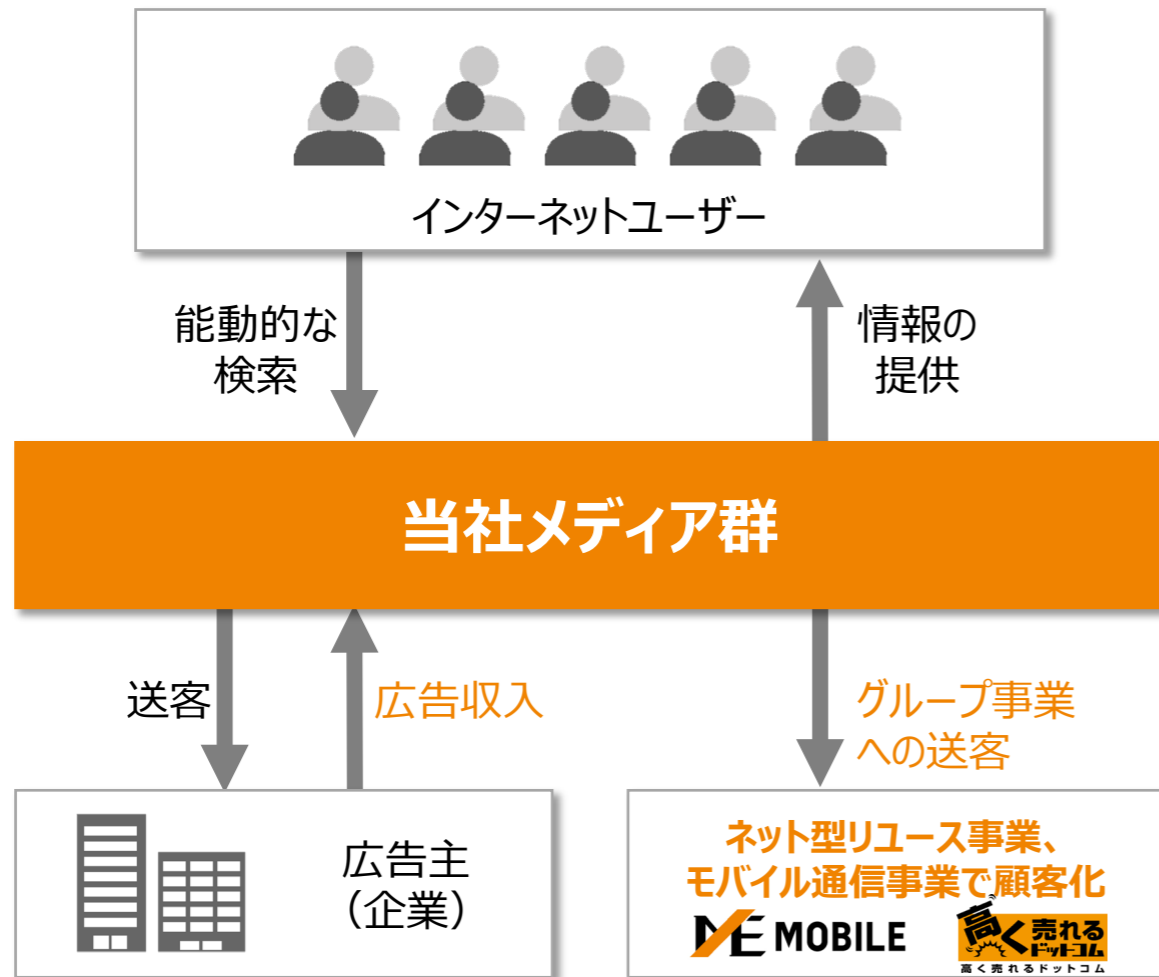 インターネットユーザー
能動的な
検索
情報の
提供
当社メディア群
送客
広告収入
グループ事業
への送客
広告主
（企業）
ネット型リユース事業、
モバイル通信事業で顧客化
ME MOBILE
高く売れる
ドットコム
高く売れるドットコム